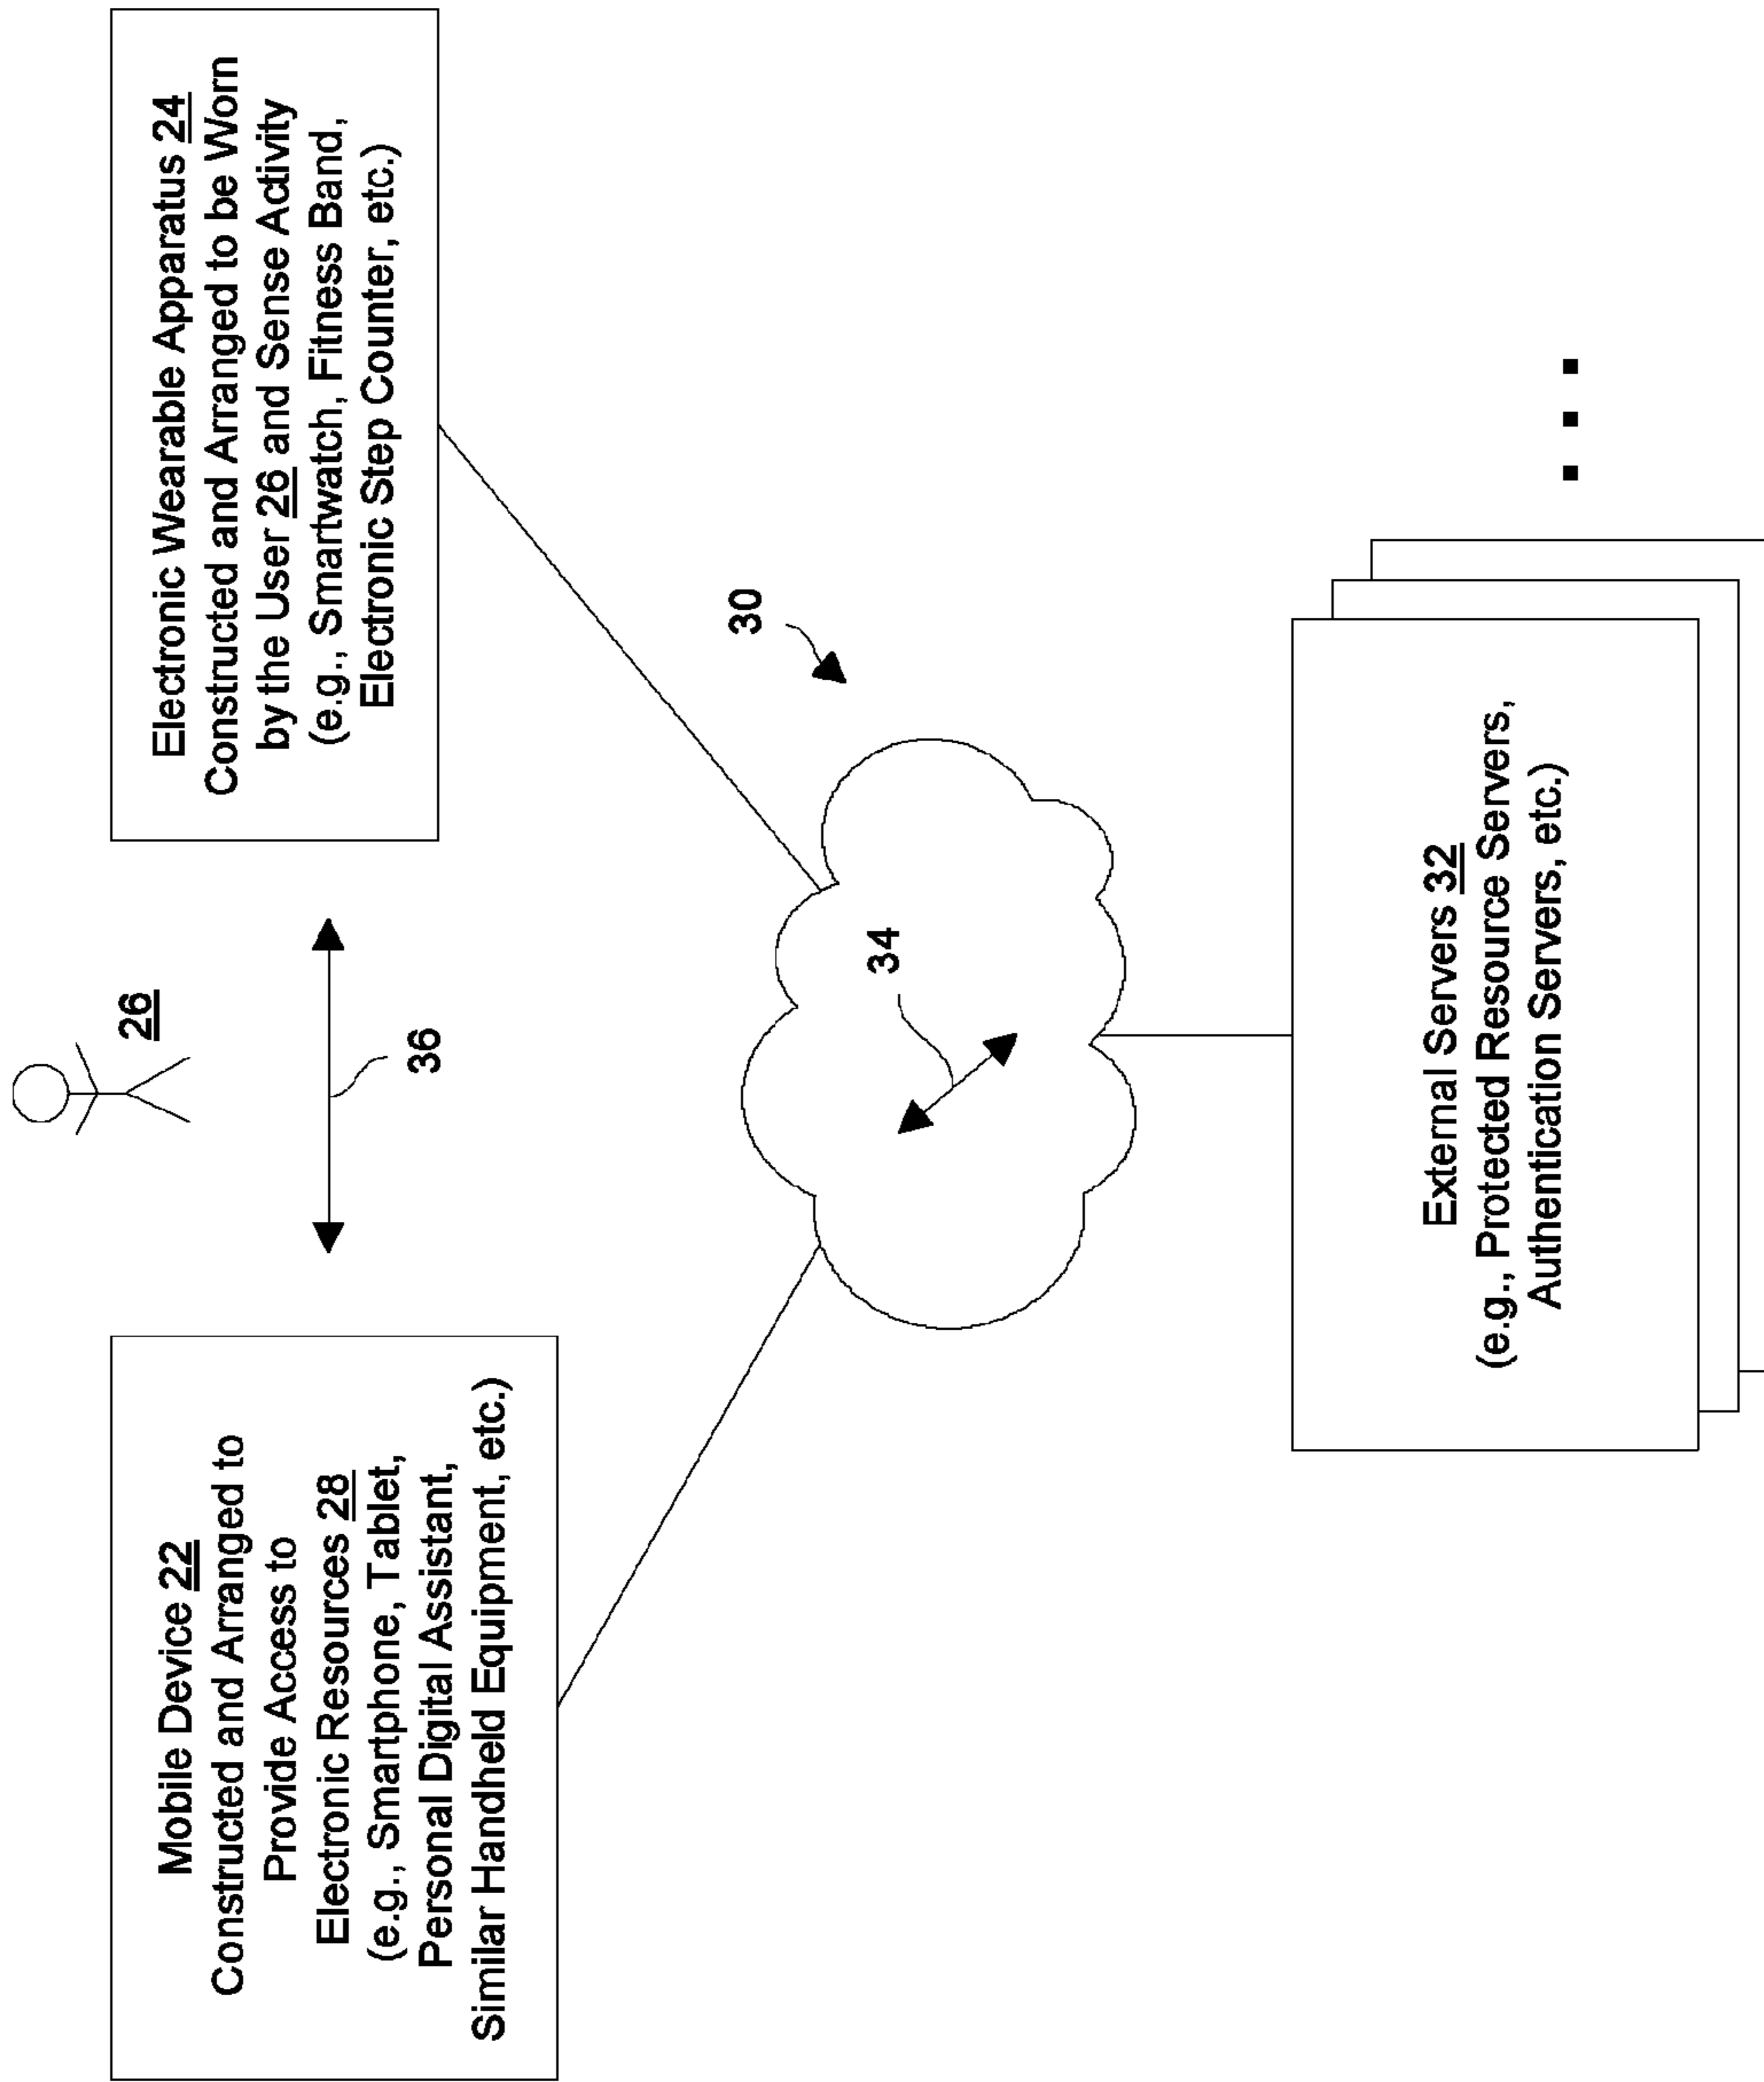 26
Mobile Device 22
Constructed and Arranged to
Provide Access to
Electronic Resources 28
(e.g., Smartphone, Tablet,
Personal Digital Assistant,
Similar Handheld Equipment, etc.)
36
Electronic Wearable Apparatus 24
Constructed and Arranged to be Worn
by the User 26 and Sense Activity
(e.g., Smartwatch, Fitness Band,
Electronic Step Counter, etc.)
30
34
External Servers 32
(e.g., Protected Resource Servers,
Authentication Servers, etc.)